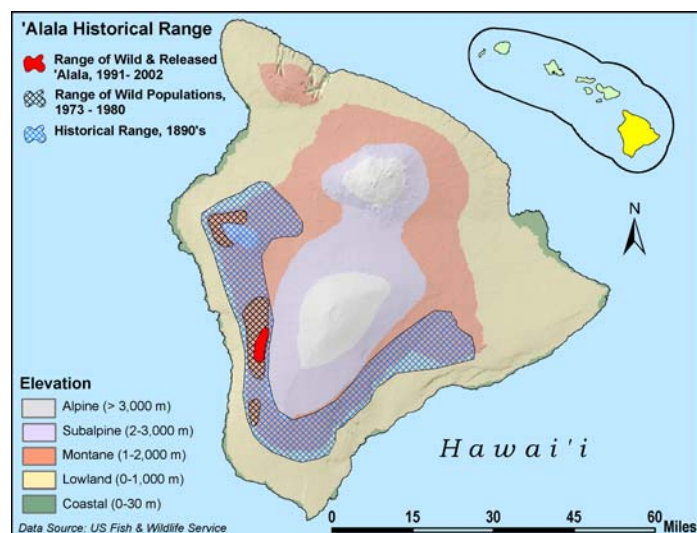 'Alala Historical Range
Range of Wild & Released
'Alala, 1991- 2002
Range of Wild Populations,
1973 - 1980
Historical Range, 1890's
N
Elevation
Alpine (> 3,000 m)
Subalpine (2-3,000 m)
Montane (1-2,000 m)
Lowland (0-1,000 m)
Coastal (0-30 m)
Hawai'i
0 15 30 45 60
Miles
Data Source: US Fish & Wildlife Service